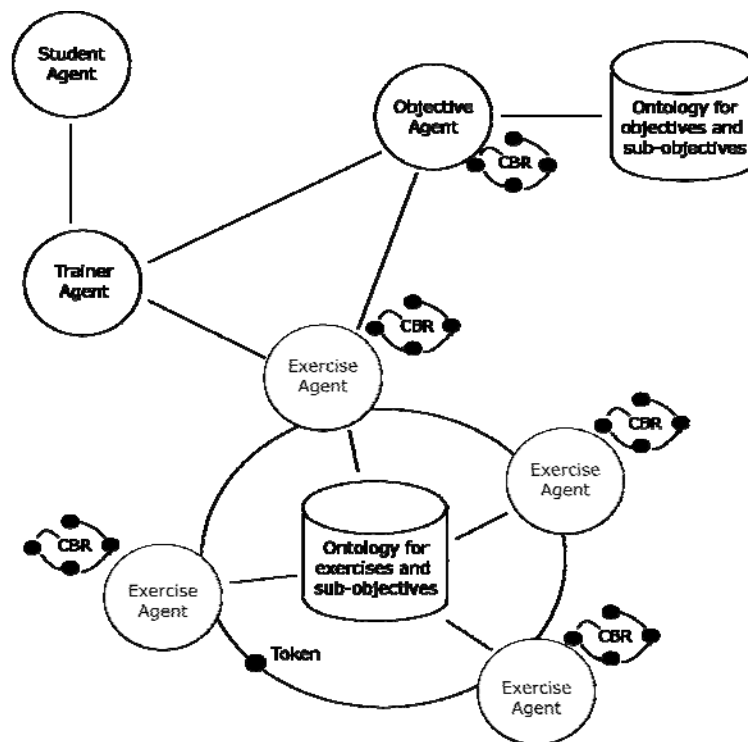 Student
Agent
Objective
Agent
CBR
Ontology for
objectives and
sub-objectives
Trainer
Agent
CBR
Exercise
Agent
CBR
Exercise
Agent
CBR
Exercise
Agent
Ontology for
exercises and
sub-objectives
Token
CBR
Exercise
Agent